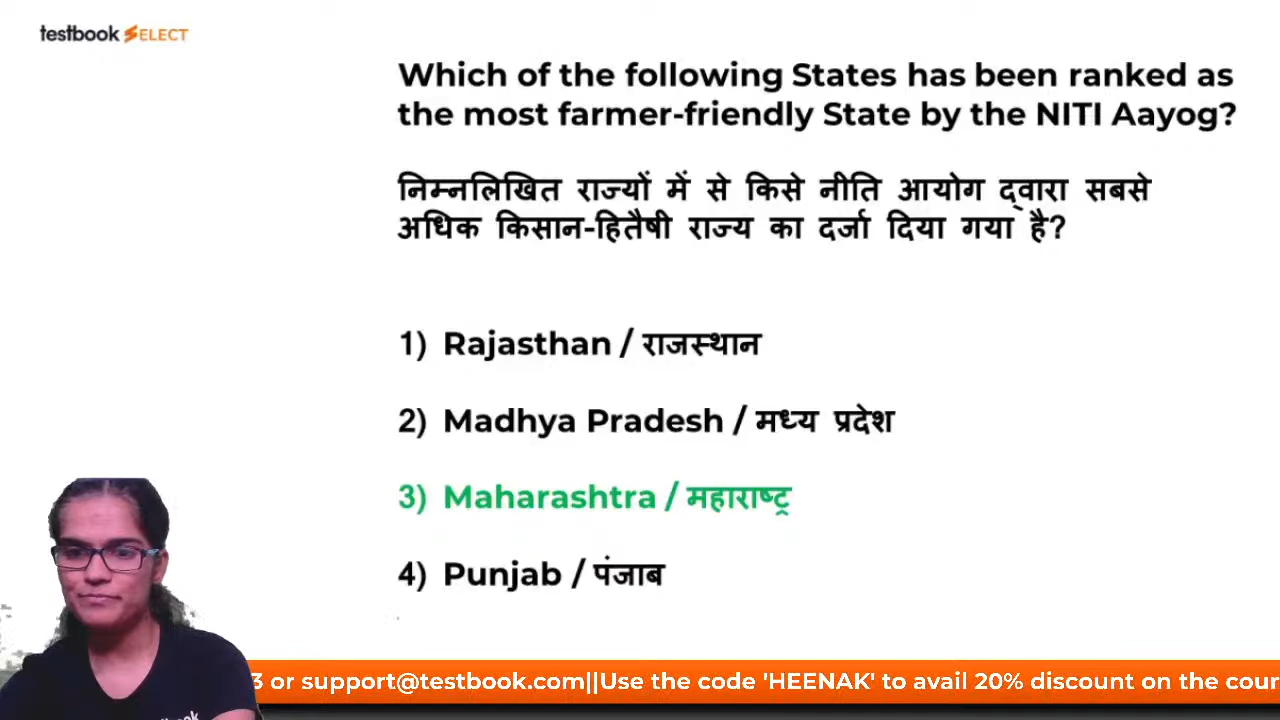 testbook SELECT
Which of the following States has been ranked as
the most farmer-friendly State by the NITI Aayog?
निम्नलिखित राज्यों में से किसे नीति आयोग द्वारा सबसे
अधिक किसान-हितैषी राज्य का दर्जा दिया गया है?
1) Rajasthan / राजस्थान
2) Madhya Pradesh / मध्य प्रदेश
3) Maharashtra / महाराष्ट्र
4) Punjab / पंजाब
3 or support@testbook.com||Use the code 'HEENAK' to avail 20% discount on the cour